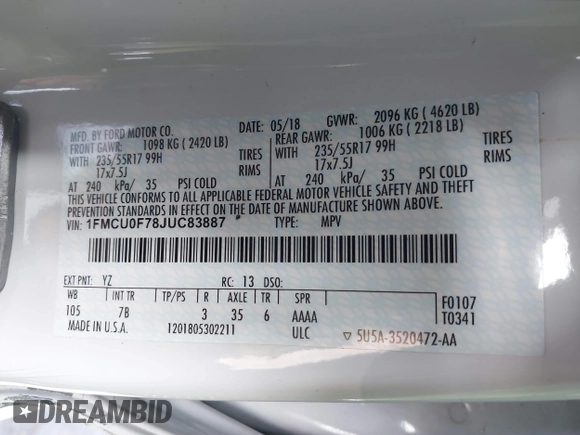 MFD. BY FORD MOTOR CO. 05/18 GVWR: 2096 KG ( 4620 LB)
FRONT GAWR: 1098 KG ( 2420 LB) REAR GAWR: 1006 KG ( 2218 LB)
WITH 235/55R17 99H TIRES WITH 235/55R17 99H TIRES
17x7.5J RIMS 17x7.5J RIMS
AT 240 kPa/ 35 PSI COLD AT 240 kPa/ 35 PSI COLD
THIS VEHICLE CONFORMS TO ALL APPLICABLE FEDERAL MOTOR VEHICLE SAFETY AND THEFT
PREVENTION STANDARDS IN EFFECT ON THE DATE OF MANUFACTURE SHOWN ABOVE.
VIN: 1FMCU0F78JUC83887 TYPE: MPV
EXT PNT: YZ RC: 13 DSO:
WB INT TR TP/PS R AXLE TR SPR F0107
105 7B 3 35 6 AAAA T0341
MADE IN U.S.A. 1201805302211 ULC ▽ 5U5A-3520472-AA
DREAMBID